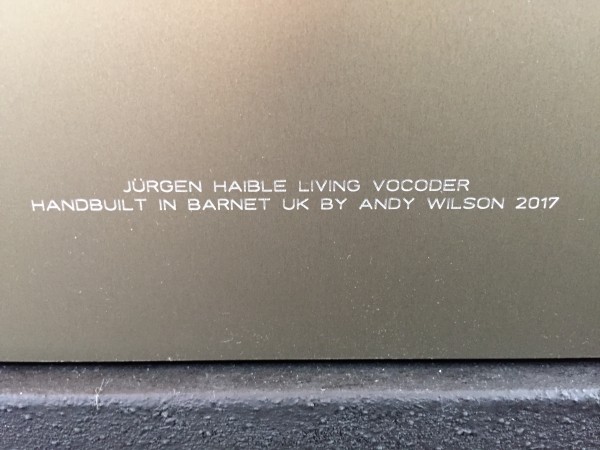 JÜRGEN HAIBLE LIVING VOCODER
HANDBUILT IN BARNET UK BY ANDY WILSON 2017